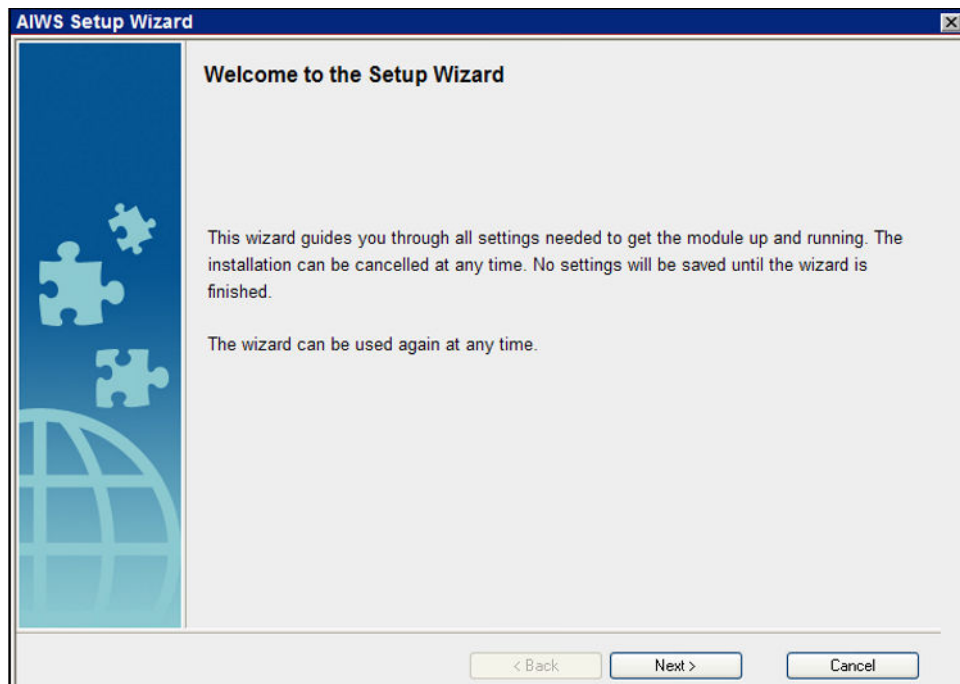 AIWS Setup Wizard
Welcome to the Setup Wizard
This wizard guides you through all settings needed to get the module up and running. The
installation can be cancelled at any time. No settings will be saved until the wizard is
finished.
The wizard can be used again at any time.
< Back
Next >
Cancel